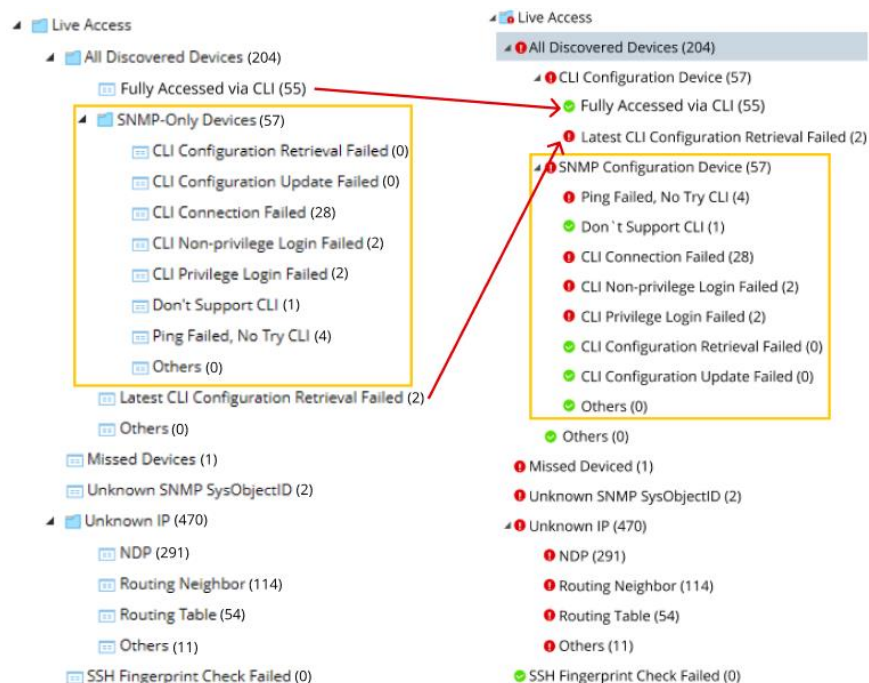 Live Access
All Discovered Devices (204)
Fully Accessed via CLI (55)
SNMP-Only Devices (57)
CLI Configuration Retrieval Failed (0)
CLI Configuration Update Failed (0)
CLI Connection Failed (28)
CLI Non-privilege Login Failed (2)
CLI Privilege Login Failed (2)
Don't Support CLI (1)
Ping Failed, No Try CLI (4)
Others (0)
Latest CLI Configuration Retrieval Failed (2)
Others (0)
Missed Devices (1)
Unknown SNMP SysObjectID (2)
Unknown IP (470)
NDP (291)
Routing Neighbor (114)
Routing Table (54)
Others (11)
SSH Fingerprint Check Failed (0)
Live Access
All Discovered Devices (204)
CLI Configuration Device (57)
Fully Accessed via CLI (55)
Latest CLI Configuration Retrieval Failed (2)
SNMP Configuration Device (57)
Ping Failed, No Try CLI (4)
Don`t Support CLI (1)
CLI Connection Failed (28)
CLI Non-privilege Login Failed (2)
CLI Privilege Login Failed (2)
CLI Configuration Retrieval Failed (0)
CLI Configuration Update Failed (0)
Others (0)
Others (0)
Missed Deviced (1)
Unknown SNMP SysObjectID (2)
Unknown IP (470)
NDP (291)
Routing Neighbor (114)
Routing Table (54)
Others (11)
SSH Fingerprint Check Failed (0)